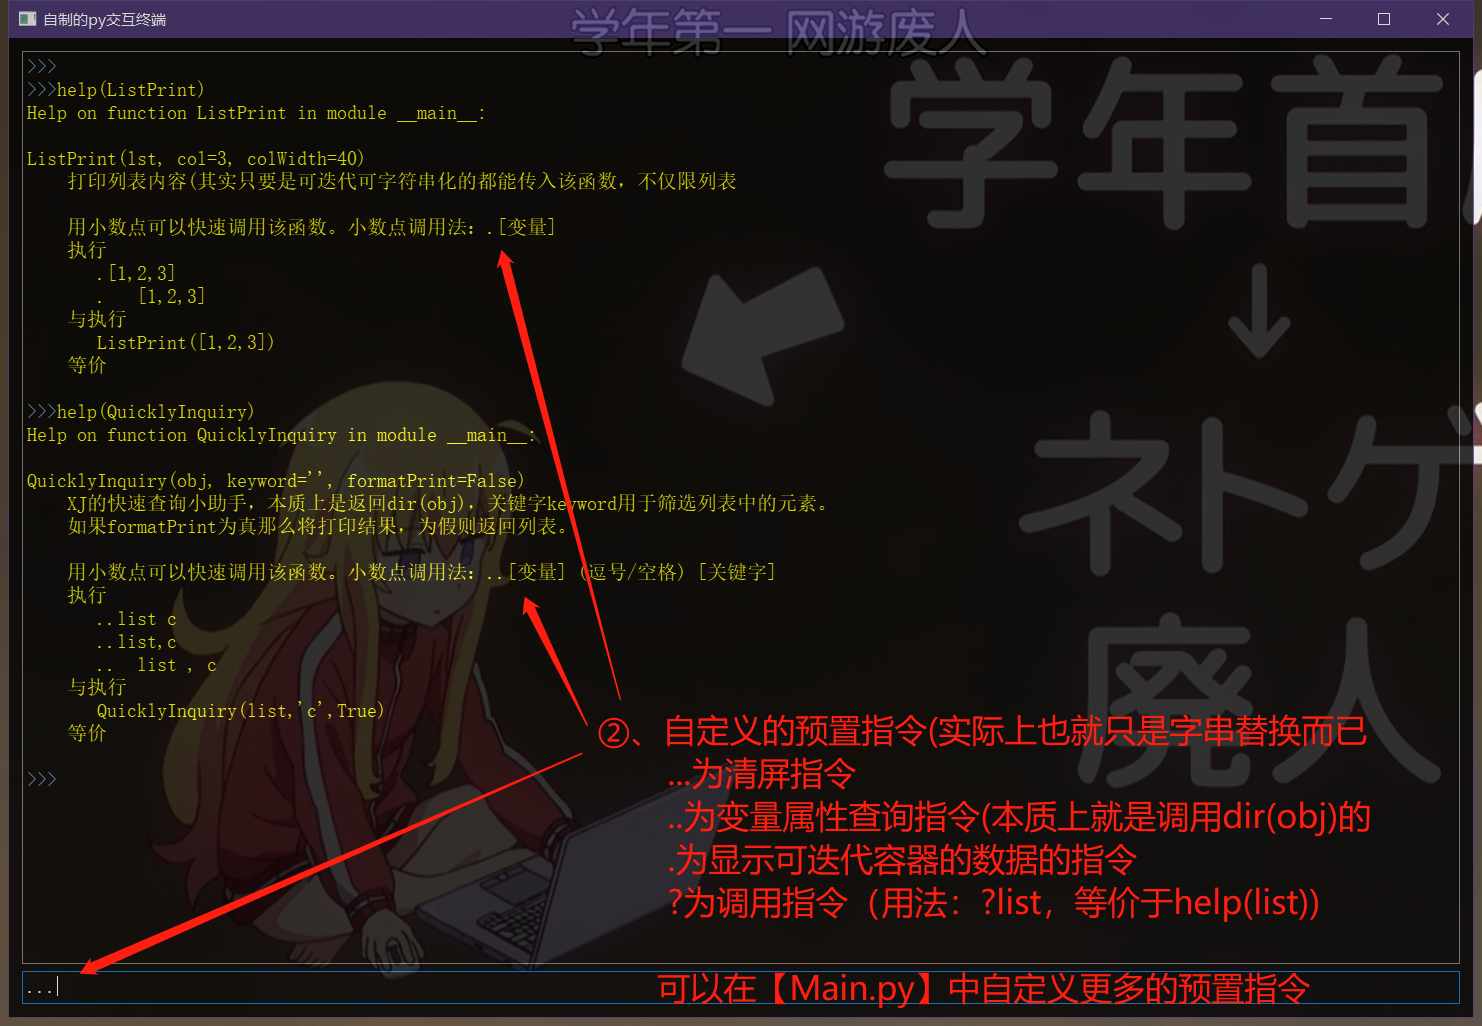 自制的py交互终端
学年第一 网游废人
学年首
↓
ネトゲ
廃人
>>>
>>>help(ListPrint)
Help on function ListPrint in module __main__:
ListPrint(lst, col=3, colWidth=40)
打印列表内容(其实只要是可迭代可字符串化的都能传入该函数，不仅限列表
用小数点可以快速调用该函数。小数点调用法：.[变量]
执行
.[1,2,3]
.   [1,2,3]
与执行
ListPrint([1,2,3])
等价
>>>help(QuicklyInquiry)
Help on function QuicklyInquiry in module __main__:
QuicklyInquiry(obj, keyword='', formatPrint=False)
XJ的快速查询小助手，本质上是返回dir(obj)，关键字keyword用于筛选列表中的元素。
如果formatPrint为真那么将打印结果，为假则返回列表。
用小数点可以快速调用该函数。小数点调用法：..[变量] (逗号/空格) [关键字]
执行
..list c
..list,c
..  list , c
与执行
QuicklyInquiry(list,'c',True)
等价
>>>
②、自定义的预置指令(实际上也就只是字串替换而已
...为清屏指令
..为变量属性查询指令(本质上就是调用dir(obj)的
.为显示可迭代容器的数据的指令
?为调用指令（用法：?list，等价于help(list))
...
可以在【Main.py】中自定义更多的预置指令